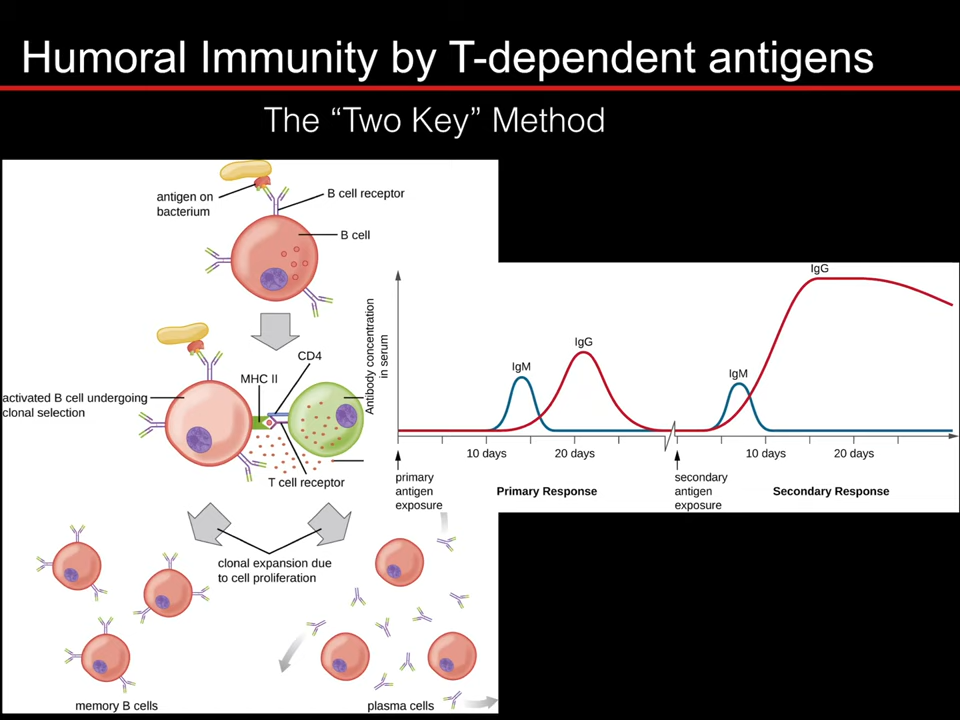 Humoral Immunity by T-dependent antigens
The “Two Key” Method
antigen on
bacterium
B cell receptor
B cell
CD4
MHC II
activated B cell undergoing
clonal selection
T cell receptor
clonal expansion due
to cell proliferation
memory B cells
plasma cells
Antibody concentration
in serum
IgM
IgG
IgM
IgG
10 days
20 days
10 days
20 days
primary
antigen
exposure
Primary Response
secondary
antigen
exposure
Secondary Response